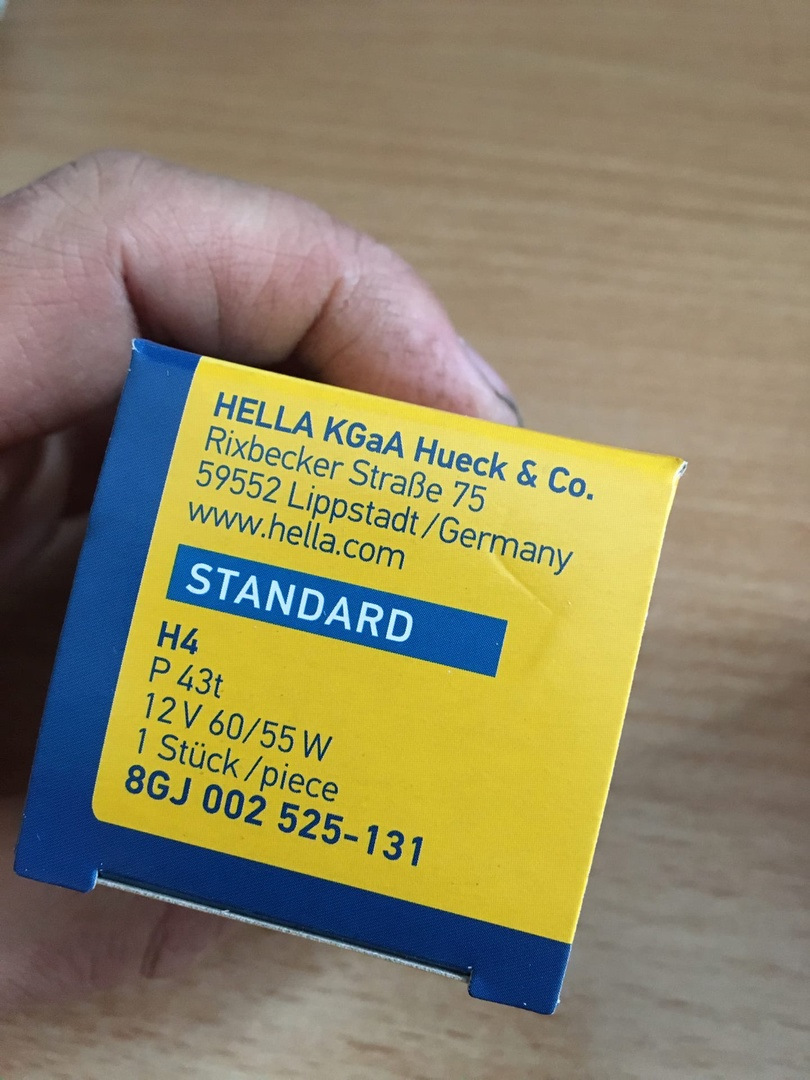 HELLA KGaA Hueck & Co.
Rixbecker Straße 75
59552 Lippstadt/Germany
www.hella.com
STANDARD
H4
P 43t
12V 60/55 W
1 Stück/piece
8GJ 002 525-131